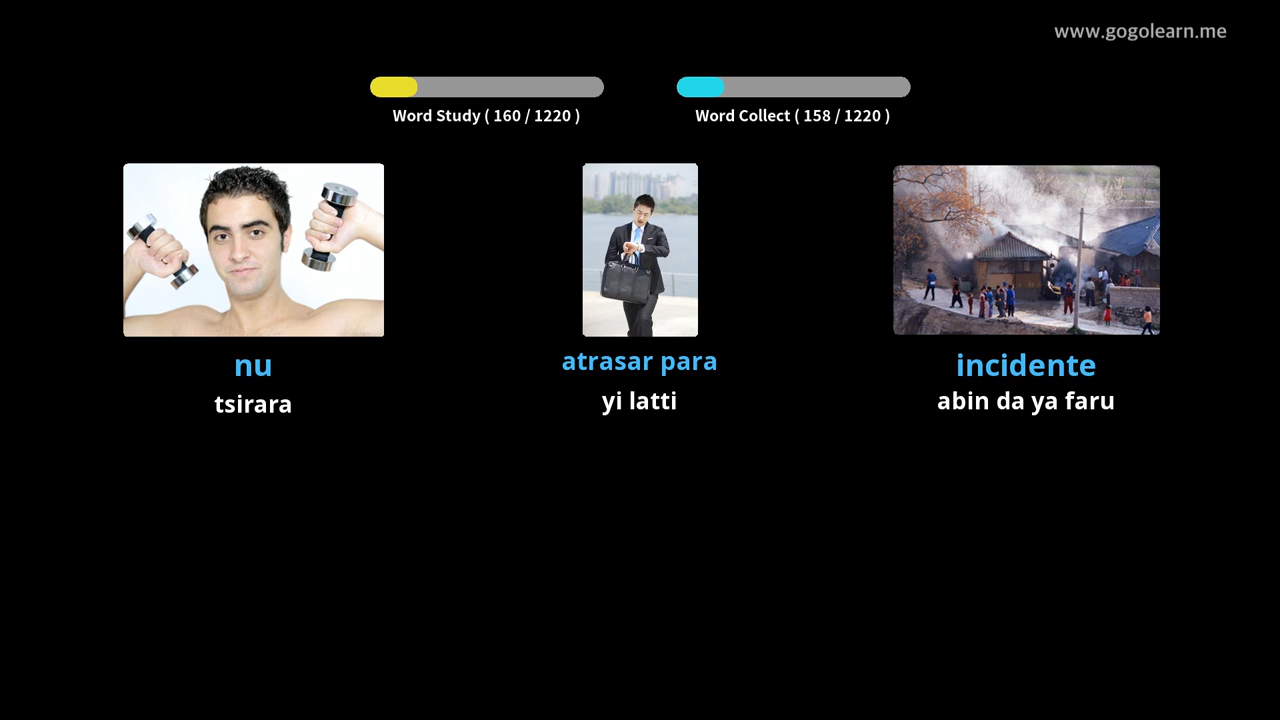 www.gogolearn.me
Word Study ( 160 / 1220 )
Word Collect ( 158 / 1220 )
nu
tsirara
atrasar para
yi latti
incidente
abin da ya faru